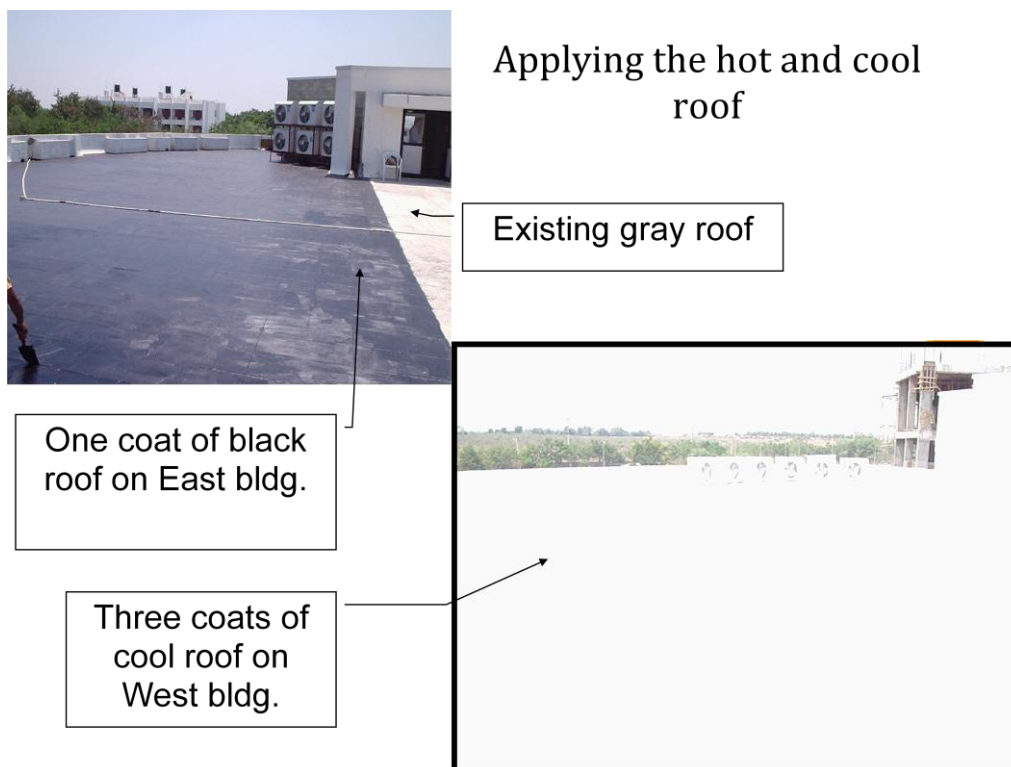 Applying the hot and cool
roof
Existing gray roof
One coat of black
roof on East bldg.
Three coats of
cool roof on
West bldg.